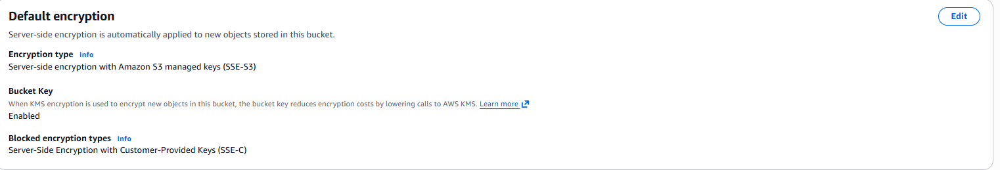 Default encryption
Edit
Server-side encryption is automatically applied to new objects stored in this bucket.
Encryption type Info
Server-side encryption with Amazon S3 managed keys (SSE-S3)
Bucket Key
When KMS encryption is used to encrypt new objects in this bucket, the bucket key reduces encryption costs by lowering calls to AWS KMS. Learn more
Enabled
Blocked encryption types Info
Server-Side Encryption with Customer-Provided Keys (SSE-C)